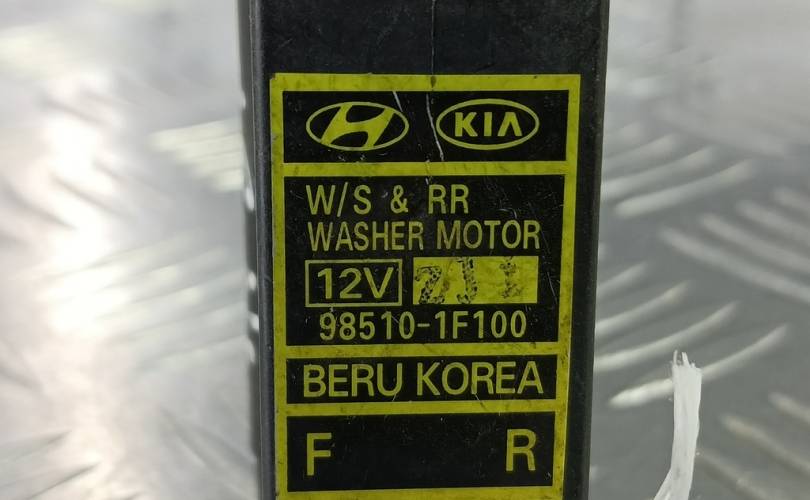 KIA
W/S & RR
WASHER MOTOR
12V
98510-1F100
BERU KOREA
F R